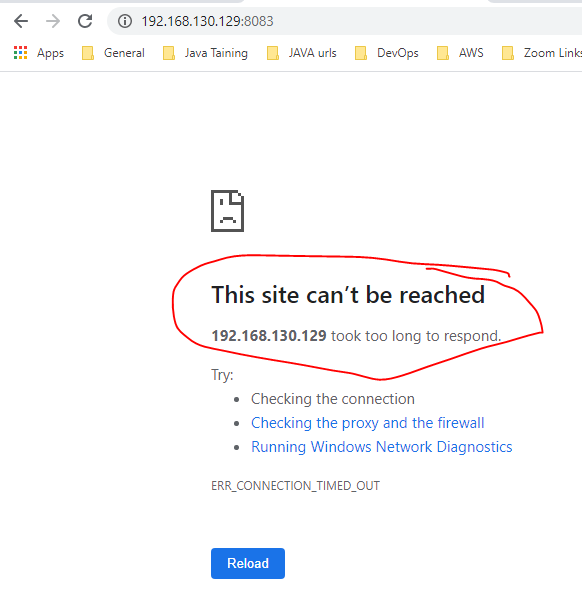 192.168.130.129:8083
Apps General Java Taining JAVA urls DevOps AWS Zoom Links
This site can't be reached
192.168.130.129 took too long to respond.
Try:
• Checking the connection
• Checking the proxy and the firewall
• Running Windows Network Diagnostics
ERR_CONNECTION_TIMED_OUT
Reload